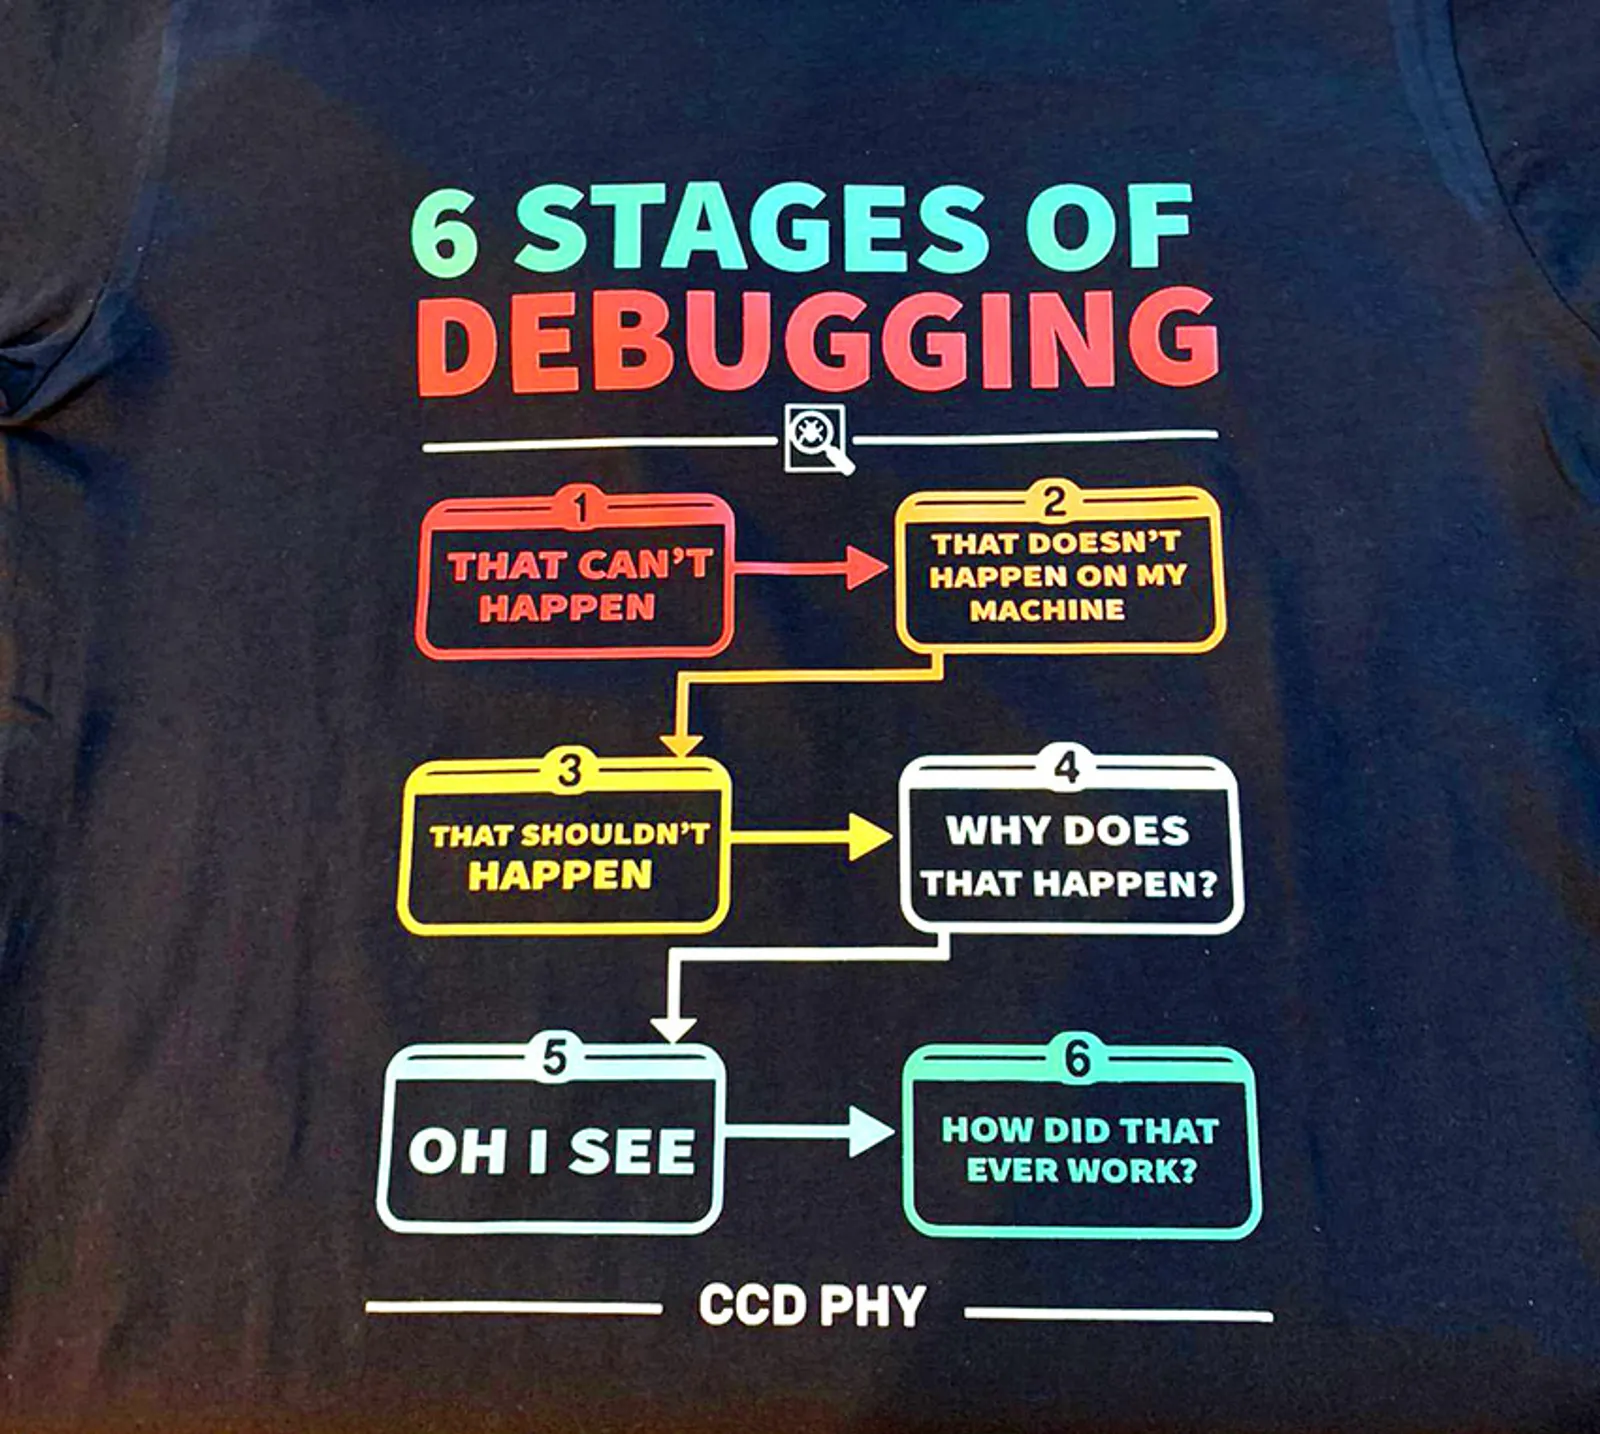 6 STAGES OF
DEBUGGING
1
THAT CAN'T
HAPPEN
2
THAT DOESN'T
HAPPEN ON MY
MACHINE
3
THAT SHOULDN'T
HAPPEN
4
WHY DOES
THAT HAPPEN?
5
OH I SEE
6
HOW DID THAT
EVER WORK?
CCD PHY